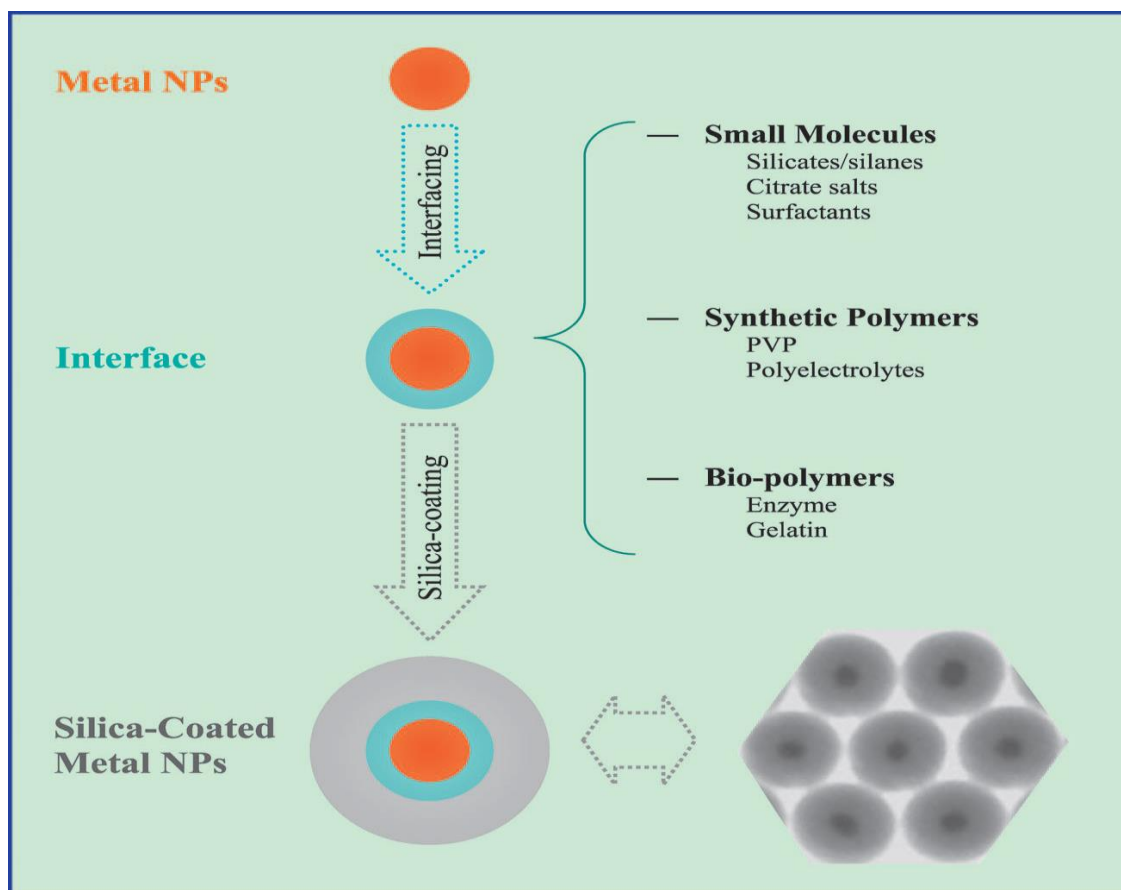 Metal NPs
Interfacing
— Small Molecules
Silicates/silanes
Citrate salts
Surfactants
Interface
— Synthetic Polymers
PVP
Polyelectrolytes
Silica-coating
— Bio-polymers
Enzyme
Gelatin
Silica-Coated
Metal NPs